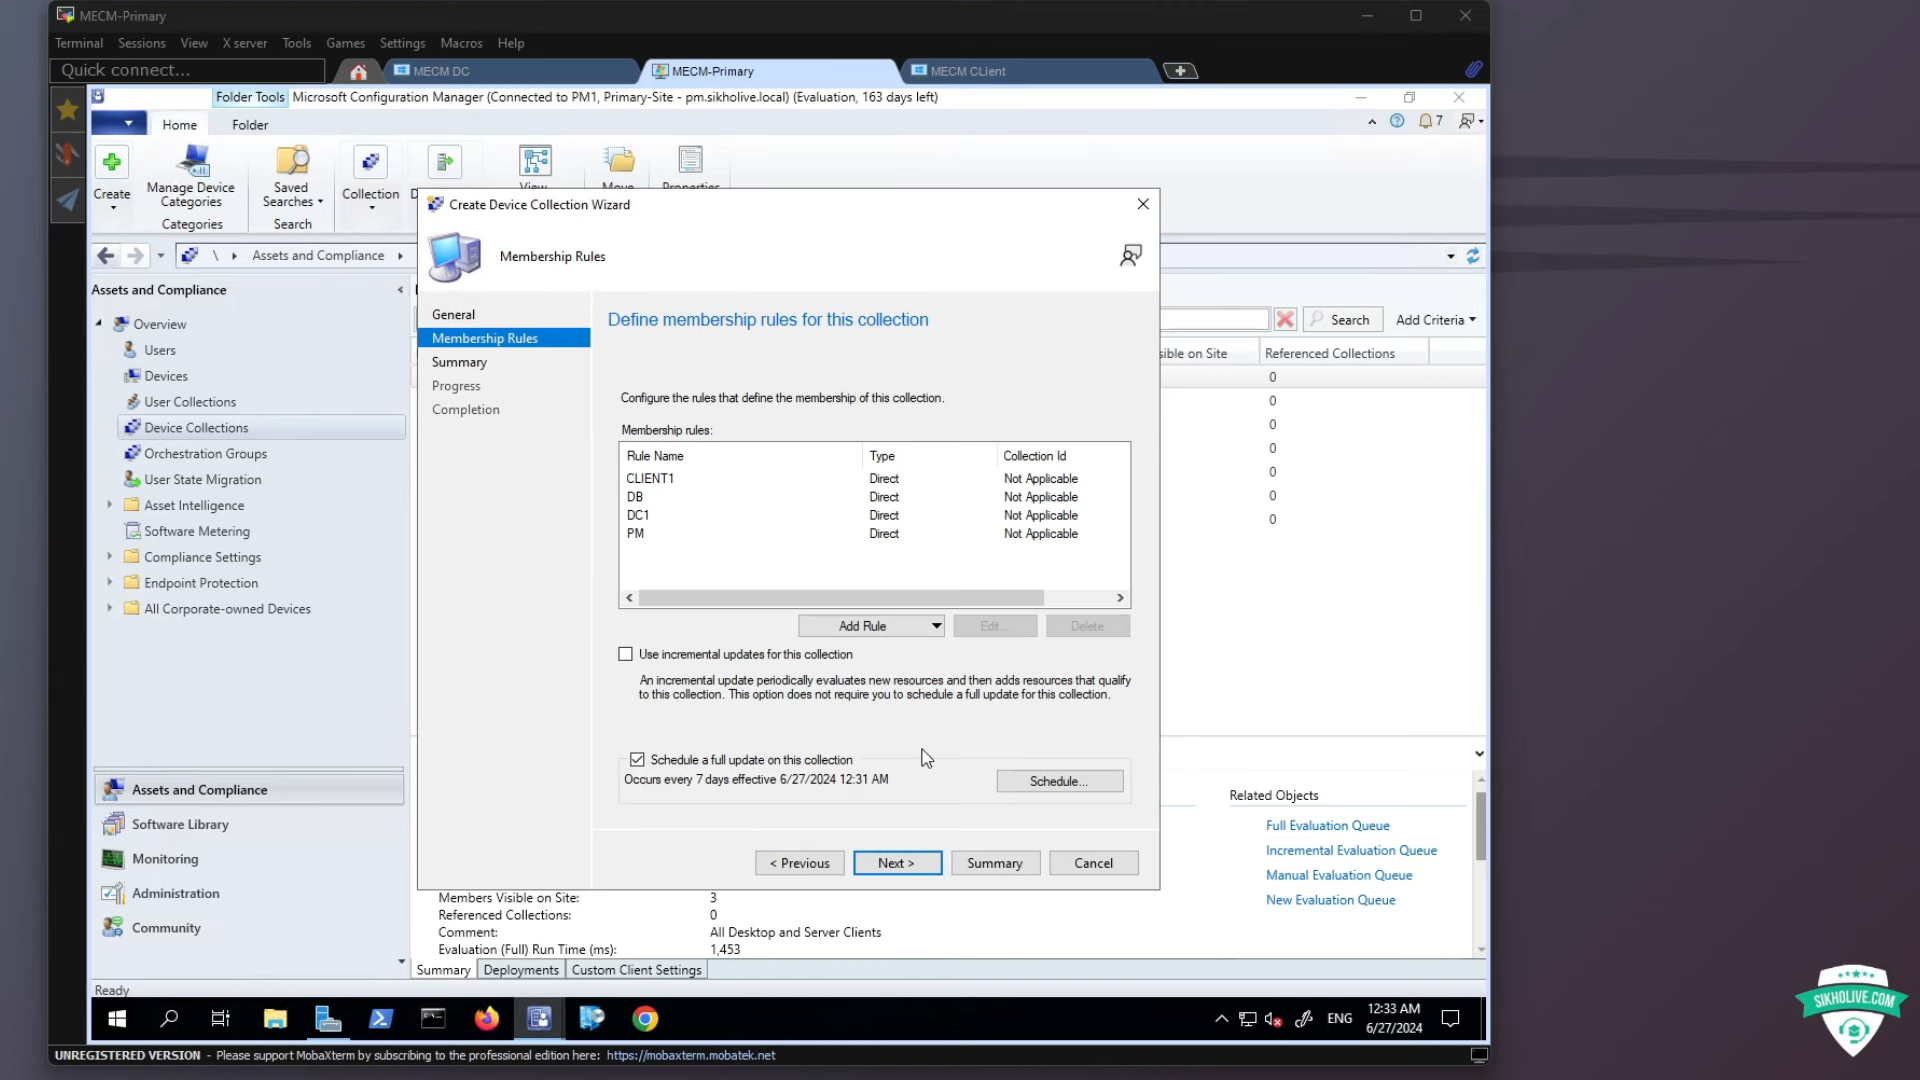 MECM-Primary
Terminal Sessions View X server Tools Games Settings Macros Help
Quick connect...
MECM DC
MECM-Primary
MECM CLient
Folder Tools Microsoft Configuration Manager (Connected to PM1, Primary-Site - pm.sikholive.local) (Evaluation, 163 days left)
Home Folder
7
Create
Manage Device Categories
Saved Searches
Collection
Categories
Search
Create Device Collection Wizard
Membership Rules
\ Assets and Compliance
Assets and Compliance
Overview
Users
Devices
User Collections
Device Collections
Orchestration Groups
User State Migration
Asset Intelligence
Software Metering
Compliance Settings
Endpoint Protection
All Corporate-owned Devices
Assets and Compliance
Software Library
Monitoring
Administration
Community
General
Membership Rules
Summary
Progress
Completion
Define membership rules for this collection
Configure the rules that define the membership of this collection.
Membership rules:
Rule Name Type Collection Id
CLIENT1 Direct Not Applicable
DB Direct Not Applicable
DC1 Direct Not Applicable
PM Direct Not Applicable
Add Rule Edit... Delete
Use incremental updates for this collection
An incremental update periodically evaluates new resources and then adds resources that qualify
to this collection. This option does not require you to schedule a full update for this collection.
Schedule a full update on this collection
Occurs every 7 days effective 6/27/2024 12:31 AM
Schedule...
< Previous Next > Summary Cancel
Search Add Criteria
on Site Referenced Collections
0
0
0
0
0
0
0
Related Objects
Full Evaluation Queue
Incremental Evaluation Queue
Manual Evaluation Queue
New Evaluation Queue
Members Visible on Site: 3
Referenced Collections: 0
Comment: All Desktop and Server Clients
Evaluation (Full) Run Time (ms): 1,453
Summary Deployments Custom Client Settings
Ready
ENG
12:33 AM
6/27/2024
UNREGISTERED VERSION - Please support MobaXterm by subscribing to the professional edition here: https://mobaxterm.mobatek.net
SIKHOLIVE.COM